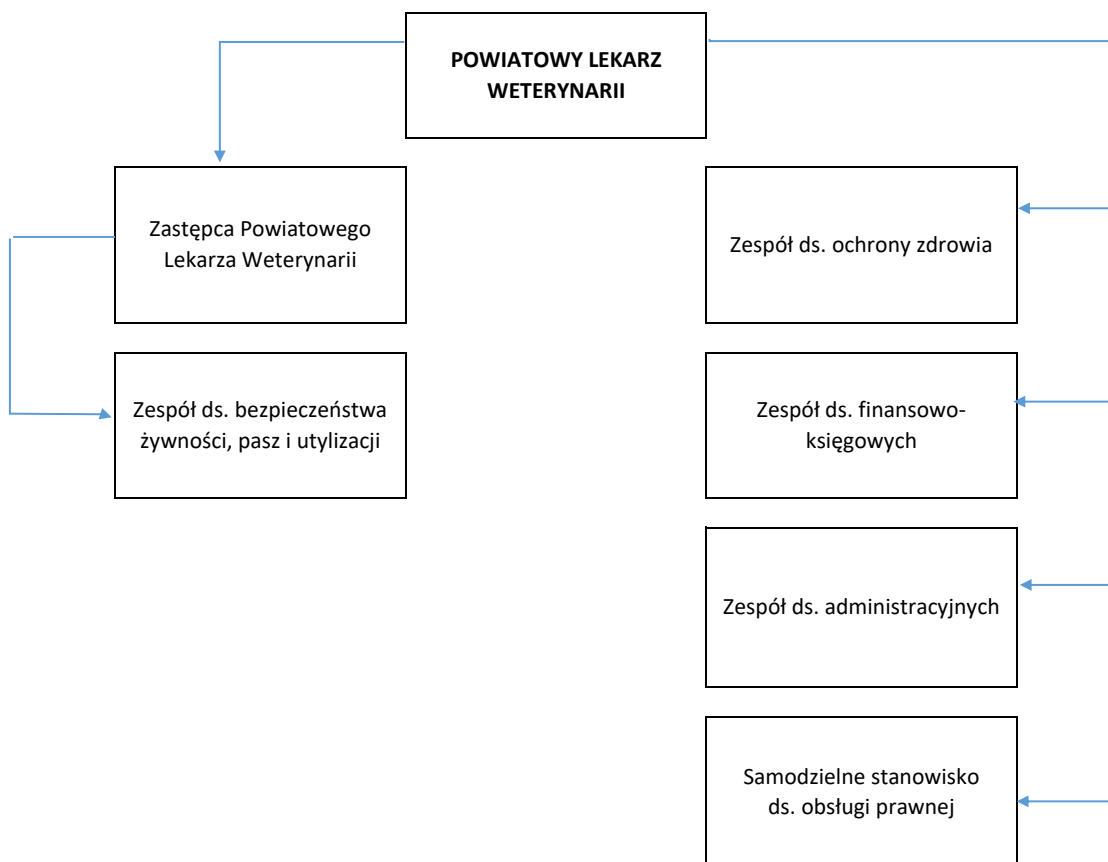 POWIATOWY LEKARZ
WETERYNARII
Zastępca Powiatowego
Lekarza Weterynarii
Zespół ds. ochrony zdrowia
Zespół ds. bezpieczeństwa
żywności, pasz i utylizacji
Zespół ds. finansowo-
księgowych
Zespół ds. administracyjnych
Samodzielne stanowisko
ds. obsługi prawnej